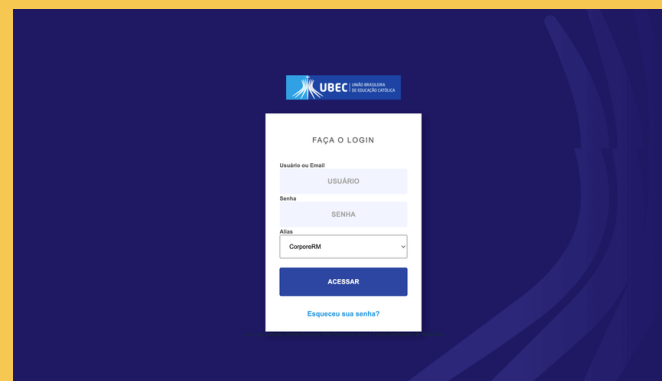 UBEC
UNIÃO BRASILEIRA
DE EDUCAÇÃO CATÓLICA
FAÇA O LOGIN
Usuário ou Email
USUÁRIO
Senha
SENHA
Alias
CorporeRM
ACESSAR
Esqueceu sua senha?